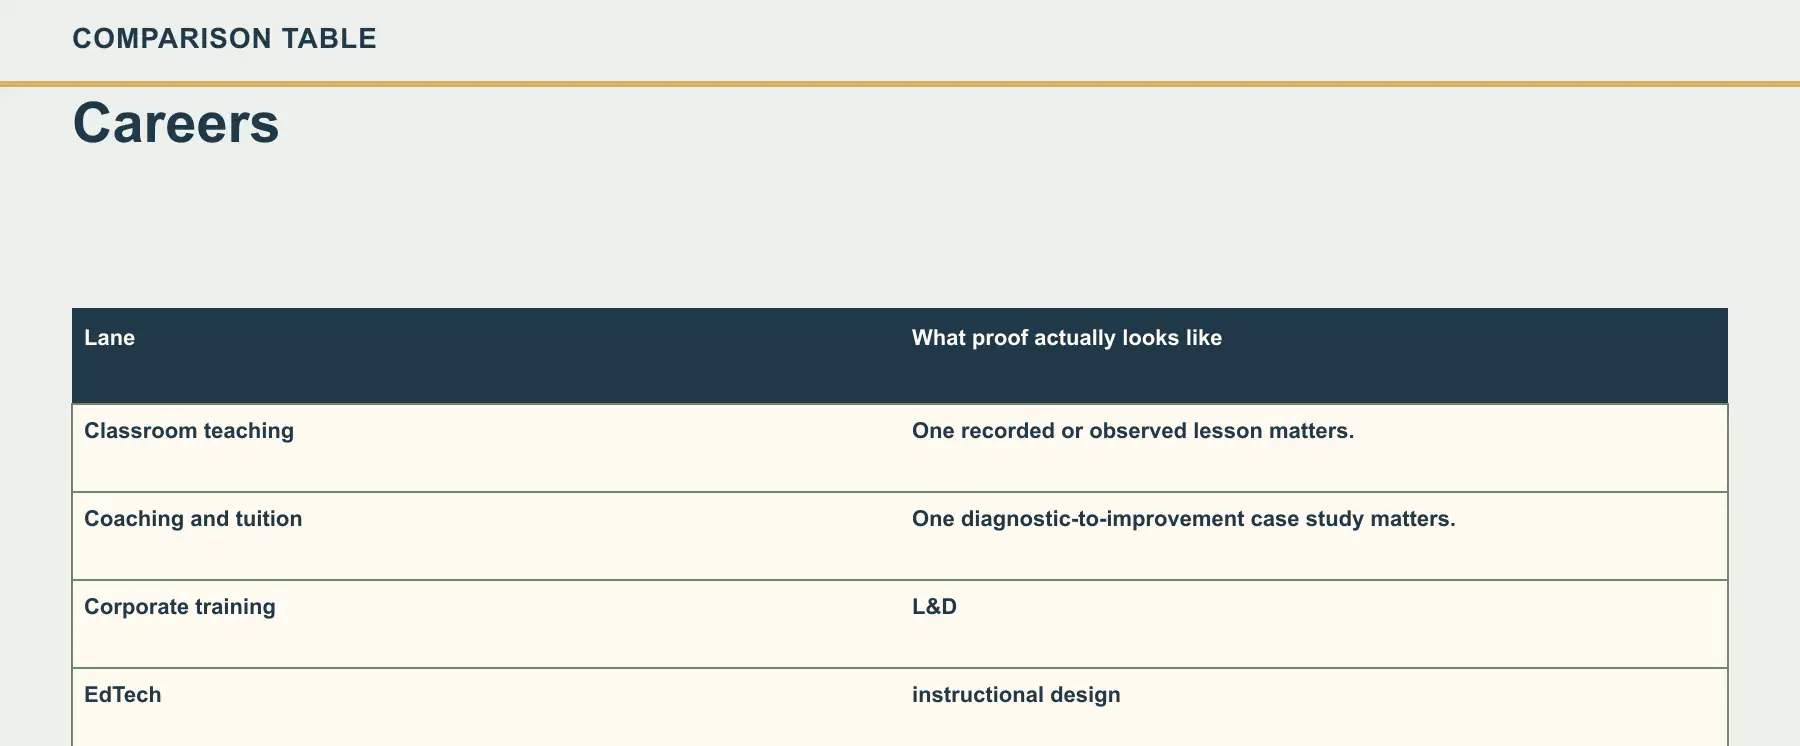 COMPARISON TABLE
Careers
Lane What proof actually looks like
Classroom teaching One recorded or observed lesson matters.
Coaching and tuition One diagnostic-to-improvement case study matters.
Corporate training L&D
EdTech instructional design